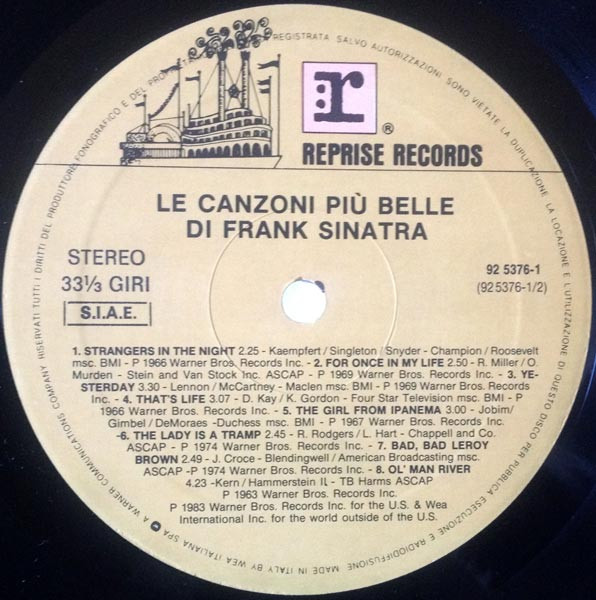 A WARNER COMMUNICATIONS COMPANY RISERVATI TUTTI I DIRITTI DEL PRODUTTORE FONOGRAFICO E DEL PROPRIETA
REGISTRATA SALVO AUTORIZZAZIONI SONO VIETATE LA DUPLICAZIONE, LA LOCAZIONE E L'UTILIZZAZIONE DI QUESTO DISCO PER PUBBLICA ESECUZIONE E RADIODIFFUSIONE
MADE IN ITALY BY WEA ITALIANA SPA
:r ®
REPRISE RECORDS
LE CANZONI PIÙ BELLE
DI FRANK SINATRA
STEREO
33⅓ GIRI
S.I.A.E.
92 5376-1
(92 5376-1/2)
1. STRANGERS IN THE NIGHT 2.25 - Kaempfert/Singleton/Snyder - Champion/Roosevelt
msc. BMI - P 1966 Warner Bros. Records Inc. - 2. FOR ONCE IN MY LIFE 2.50 - R. Miller/O.
Murden - Stein and Van Stock Inc. ASCAP - P 1969 Warner Bros. Records Inc. - 3. YE-
STERDAY 3.30 - Lennon/McCartney - Maclen msc. BMI - P 1969 Warner Bros. Records
Inc. - 4. THAT'S LIFE 3.07 - D. Kay/K. Gordon - Four Star Television msc. BMI - P
1966 Warner Bros. Records Inc. - 5. THE GIRL FROM IPANEMA 3.00 - Jobim/
Gimbel/DeMoraes -Duchess msc. BMI - P 1967 Warner Bros. Records Inc.
-6. THE LADY IS A TRAMP 2.45 - R. Rodgers/L. Hart - Chappell and Co.
ASCAP - P 1974 Warner Bros. Records Inc. - 7. BAD, BAD LEROY
BROWN 2.49 - J. Croce - Blendingwell/American Broadcasting msc.
ASCAP -P 1974 Warner Bros. Records Inc. - 8. OL' MAN RIVER
4.23 -Kern/Hammerstein II, - TB Harms ASCAP
P 1963 Warner Bros. Records Inc.
P 1983 Warner Bros. Records Inc. for the U.S. & Wea
International Inc. for the world outside of the U.S.